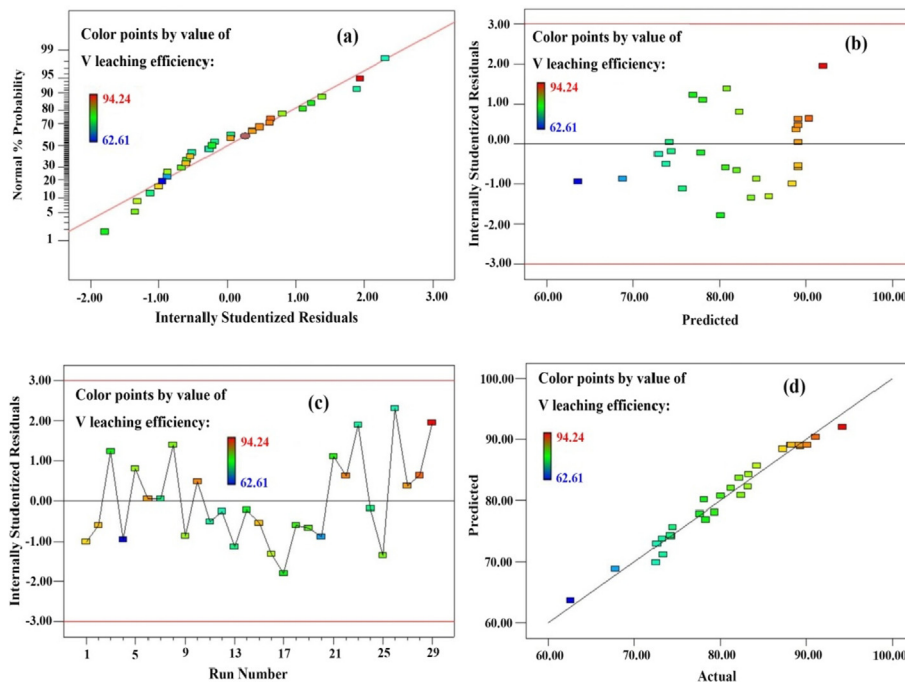 (a)
Color points by value of
V leaching efficiency:
94.24
62.61
Normal % Probability
99
95
90
80
70
50
30
20
10
5
1
-2.00 -1.00 0.00 1.00 2.00 3.00
Internally Studentized Residuals
(b)
Color points by value of
V leaching efficiency:
94.24
62.61
Internally Studentized Residuals
3.00
2.00
0.00
0.00
-1.00
-3.00
60.00 70.00 80.00 90.00 100.00
Predicted
(c)
Color points by value of
V leaching efficiency:
94.24
62.61
Internally Studentized Residuals
3.00
2.00
1.00
0.00
-1.00
-2.00
-3.00
1 5 9 13 17 21 25 29
Run Number
(d)
Color points by value of
V leaching efficiency:
94.24
62.61
Predicted
100.00
90.00
80.00
70.00
60.00
60.00 70.00 80.00 90.00 100.00
Actual